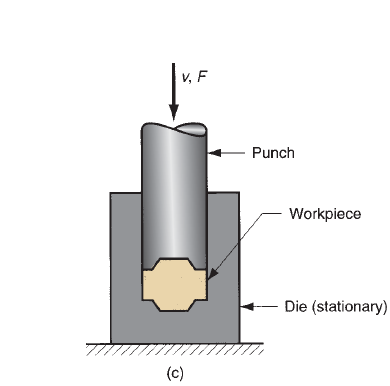 v, F
Punch
Workpiece
Die (stationary)
(c)